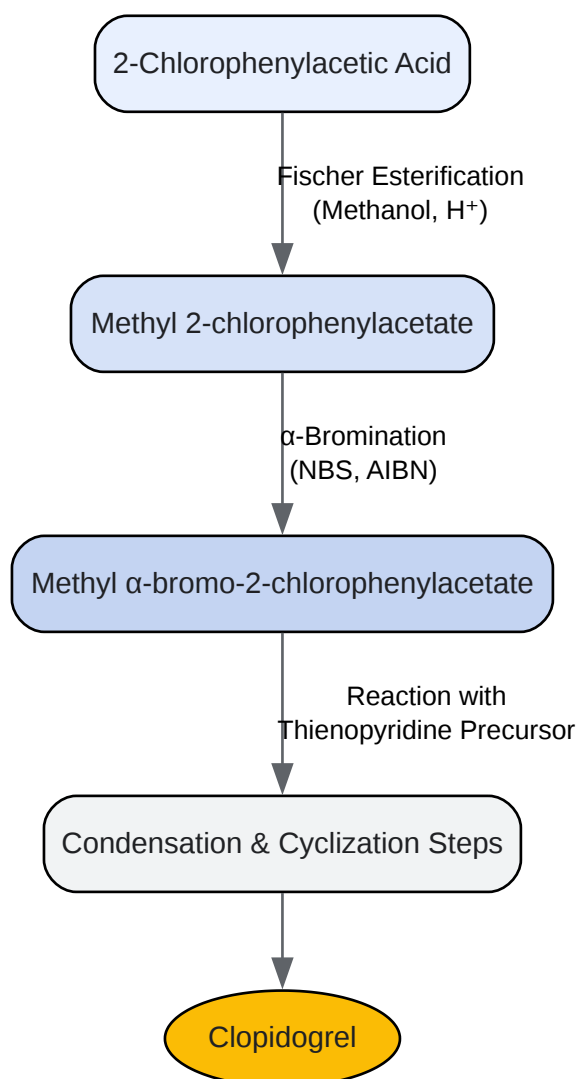 2-Chlorophenylacetic Acid
Fischer Esterification
(Methanol, H⁺)
Methyl 2-chlorophenylacetate
α-Bromination
(NBS, AIBN)
Methyl α-bromo-2-chlorophenylacetate
Reaction with
Thienopyridine Precursor
Condensation & Cyclization Steps
Clopidogrel